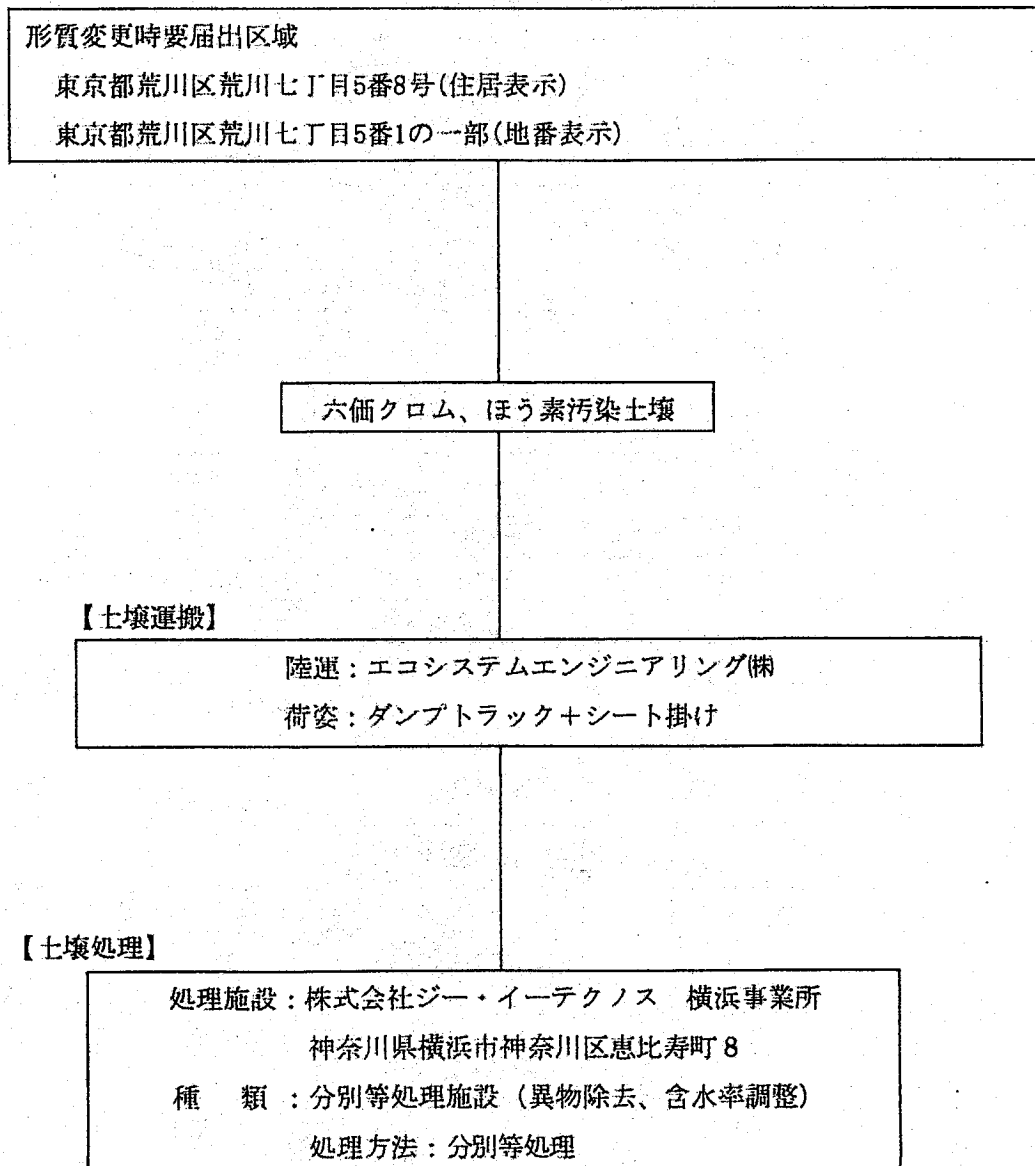 形質変更時要届出区域
東京都荒川区荒川七丁目5番8号(住居表示)
東京都荒川区荒川七丁目5番1の一部(地番表示)
六価クロム、ほう素汚染土壌
【土壌運搬】
陸運：エコシステムエンジニアリング㈱
荷姿：ダンプトラック＋シート掛け
【土壌処理】
処理施設：株式会社ジー・イーテクノス　横浜事業所
神奈川県横浜市神奈川区恵比寿町８
種　類　：分別等処理施設（異物除去、含水率調整）
処理方法：分別等処理